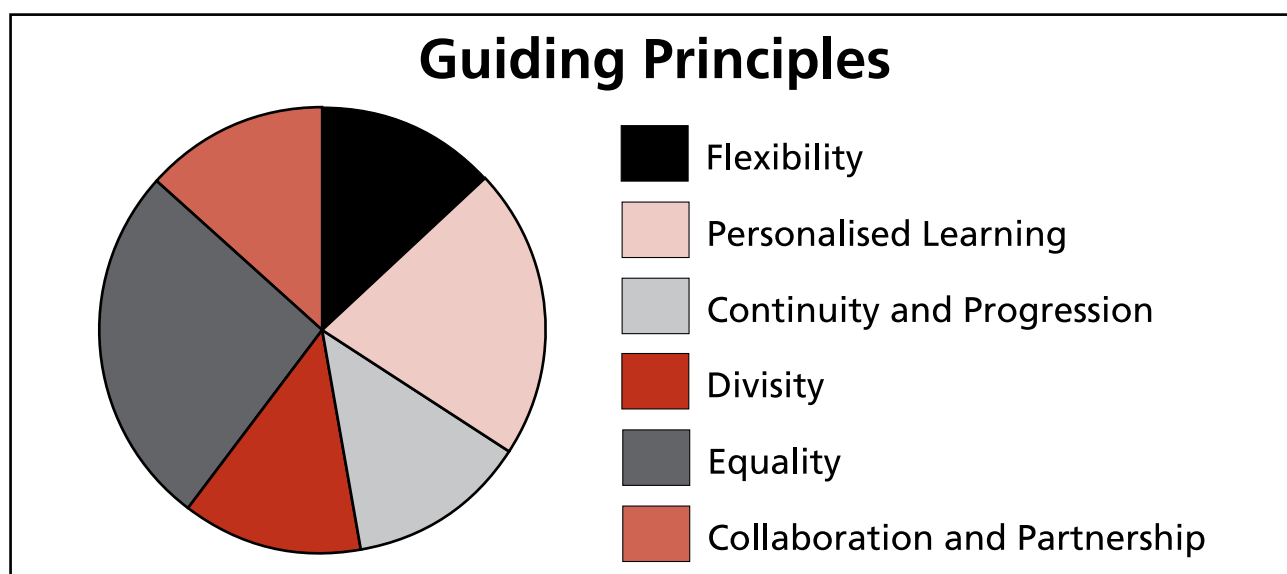 Guiding Principles
Flexibility
Personalised Learning
Continuity and Progression
Divisity
Equality
Collaboration and Partnership